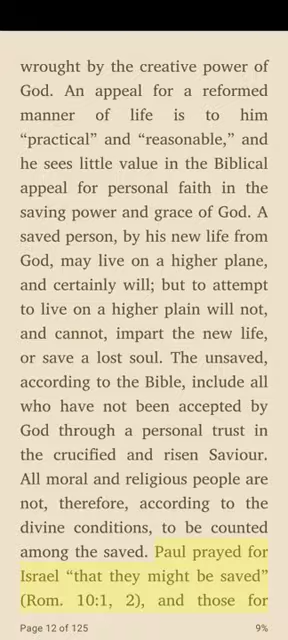 wrought by the creative power of
God. An appeal for a reformed
manner of life is to him
“practical” and “reasonable,” and
he sees little value in the Biblical
appeal for personal faith in the
saving power and grace of God. A
saved person, by his new life from
God, may live on a higher plane,
and certainly will; but to attempt
to live on a higher plain will not,
and cannot, impart the new life,
or save a lost soul. The unsaved,
according to the Bible, include all
who have not been accepted by
God through a personal trust in
the crucified and risen Saviour.
All moral and religious people are
not, therefore, according to the
divine conditions, to be counted
among the saved. Paul prayed for
Israel “that they might be saved”
(Rom. 10:1, 2), and those for
Page 12 of 125 9%